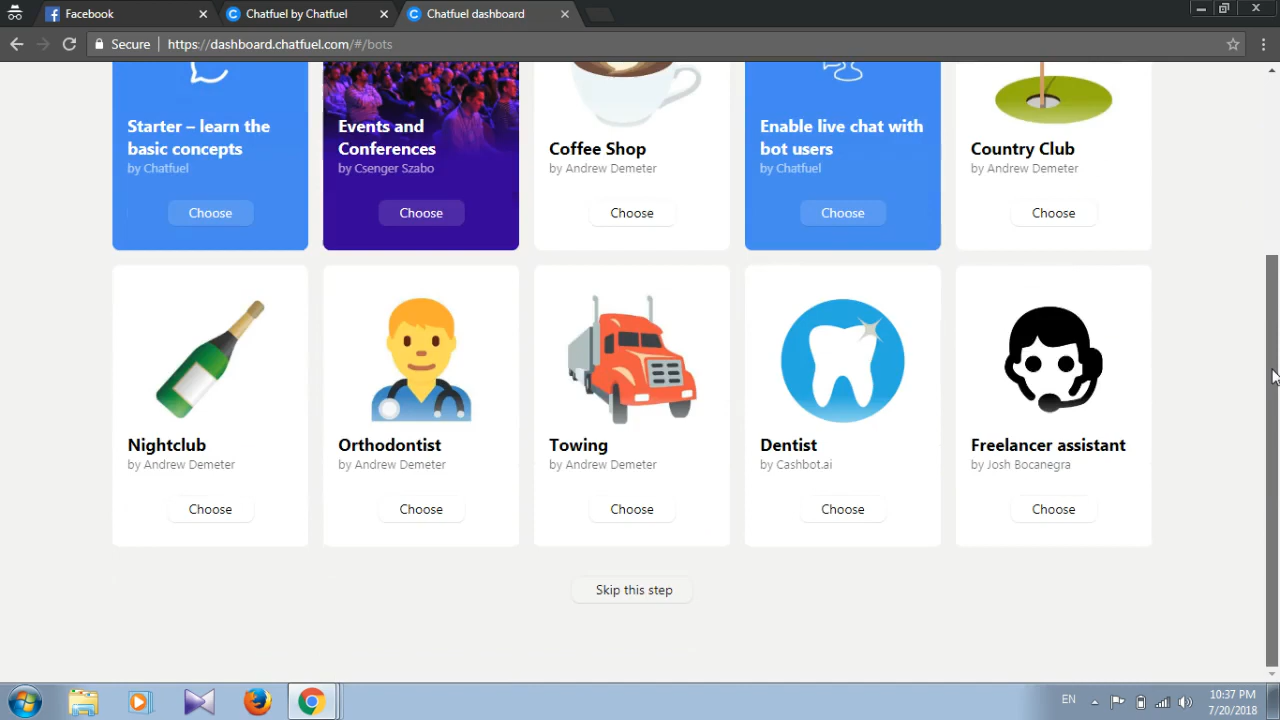 Facebook
Chatfuel by Chatfuel
Chatfuel dashboard
Secure
https://dashboard.chatfuel.com/#/bots
Starter – learn the
basic concepts
by Chatfuel
Choose
Events and
Conferences
by Csenger Szabo
Choose
Coffee Shop
by Andrew Demeter
Choose
Enable live chat with
bot users
by Chatfuel
Choose
Country Club
by Andrew Demeter
Choose
Nightclub
by Andrew Demeter
Choose
Orthodontist
by Andrew Demeter
Choose
Towing
by Andrew Demeter
Choose
Dentist
by Cashbot.ai
Choose
Freelancer assistant
by Josh Bocanegra
Choose
Skip this step
EN
10:37 PM
7/20/2018